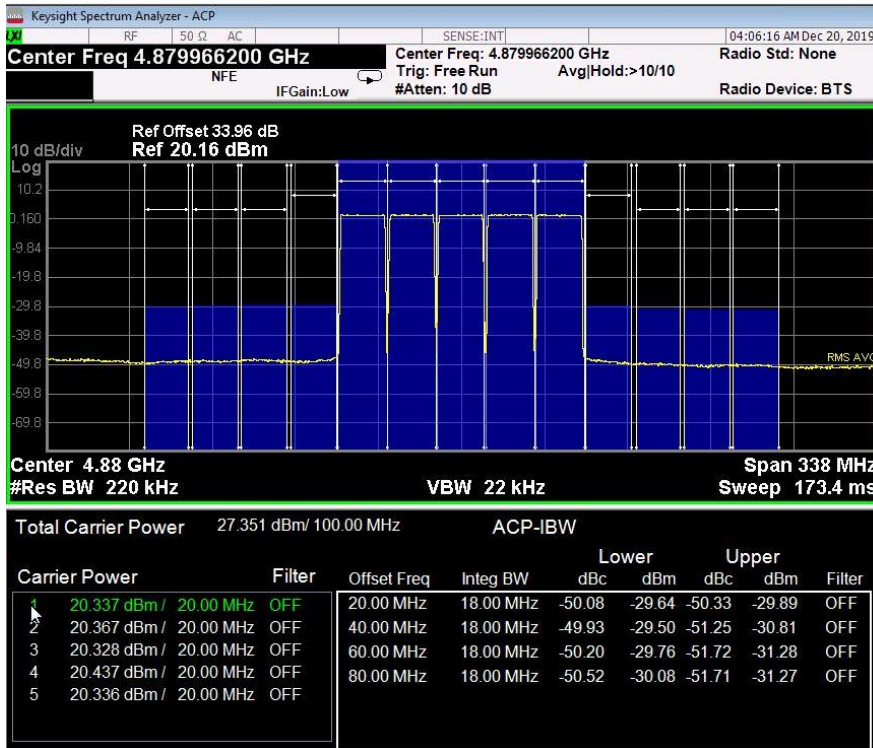 Keysight Spectrum Analyzer - ACP
LXI RF 50 Ω AC SENSE:INT 04:06:16 AM Dec 20, 2019
Center Freq 4.879966200 GHz Center Freq: 4.879966200 GHz Radio Std: None
NFE Trig: Free Run Avg|Hold:>10/10
IFGain:Low #Atten: 10 dB Radio Device: BTS
Ref Offset 33.96 dB
10 dB/div Ref 20.16 dBm
Log
10.2
0.160
-9.84
-19.8
-29.8
-39.8
-49.8 RMS AVG
-59.8
-69.8
Center 4.88 GHz Span 338 MHz
#Res BW 220 kHz VBW 22 kHz Sweep 173.4 ms
Total Carrier Power 27.351 dBm/ 100.00 MHz ACP-IBW
Lower Upper
Carrier Power Filter Offset Freq Integ BW dBc dBm dBc dBm Filter
1 20.337 dBm / 20.00 MHz OFF 20.00 MHz 18.00 MHz -50.08 -29.64 -50.33 -29.89 OFF
2 20.367 dBm / 20.00 MHz OFF 40.00 MHz 18.00 MHz -49.93 -29.50 -51.25 -30.81 OFF
3 20.328 dBm / 20.00 MHz OFF 60.00 MHz 18.00 MHz -50.20 -29.76 -51.72 -31.28 OFF
4 20.437 dBm / 20.00 MHz OFF 80.00 MHz 18.00 MHz -50.52 -30.08 -51.71 -31.27 OFF
5 20.336 dBm / 20.00 MHz OFF